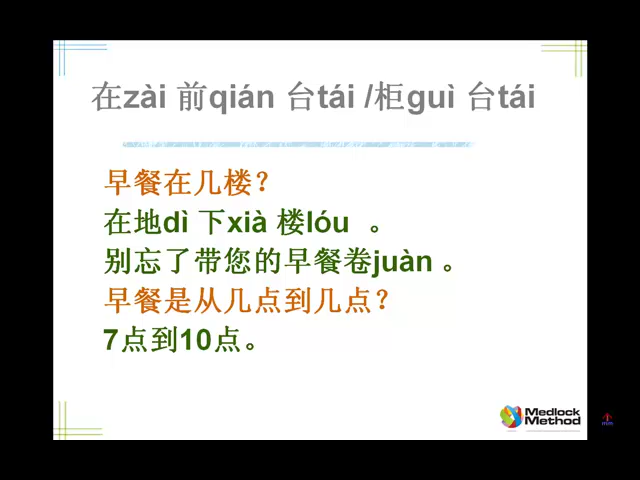 在zài 前qián 台tái /柜guì 台tái
早餐在几楼？
在地dì 下xià 楼lóu 。
别忘了带您的早餐卷juàn 。
早餐是从几点到几点？
7点到10点。
Medlock
Method